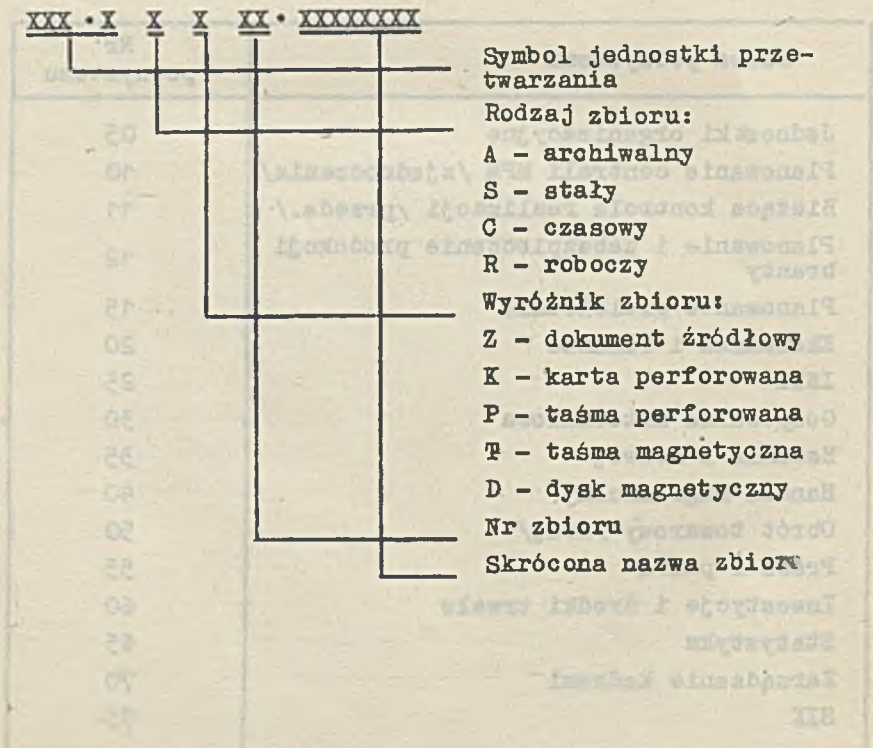 XXX · X X X XX · XXXXXXXX
Symbol jednostki prze-
twarzania
Rodzaj zbioru:
A - archiwalny
S - stały
C - czasowy
R - roboczy
Wyróżnik zbioru:
Z - dokument źródłowy
K - karta perforowana
P - taśma perforowana
T - taśma magnetyczna
D - dysk magnetyczny
Nr zbioru
Skrócona nazwa zbioru